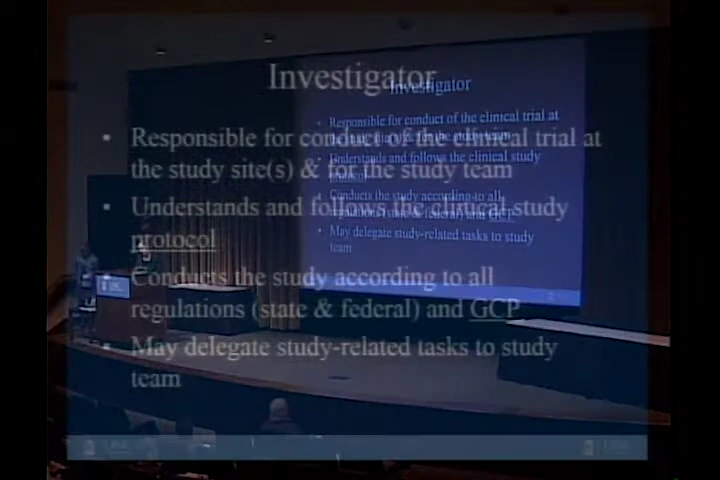 Investigator
• Responsible for conduct of the clinical trial at
the study site(s) & for the study team
• Understands and follows the clinical study
protocol
• Conducts the study according to all
regulations (state & federal) and GCP
• May delegate study-related tasks to study
team
Investigator
• Responsible for conduct of the clinical trial at
the study site(s) & for the study team
• Understands and follows the clinical study
protocol
• Conducts the study according to all
regulations (state & federal) and GCP
• May delegate study-related tasks to study
team